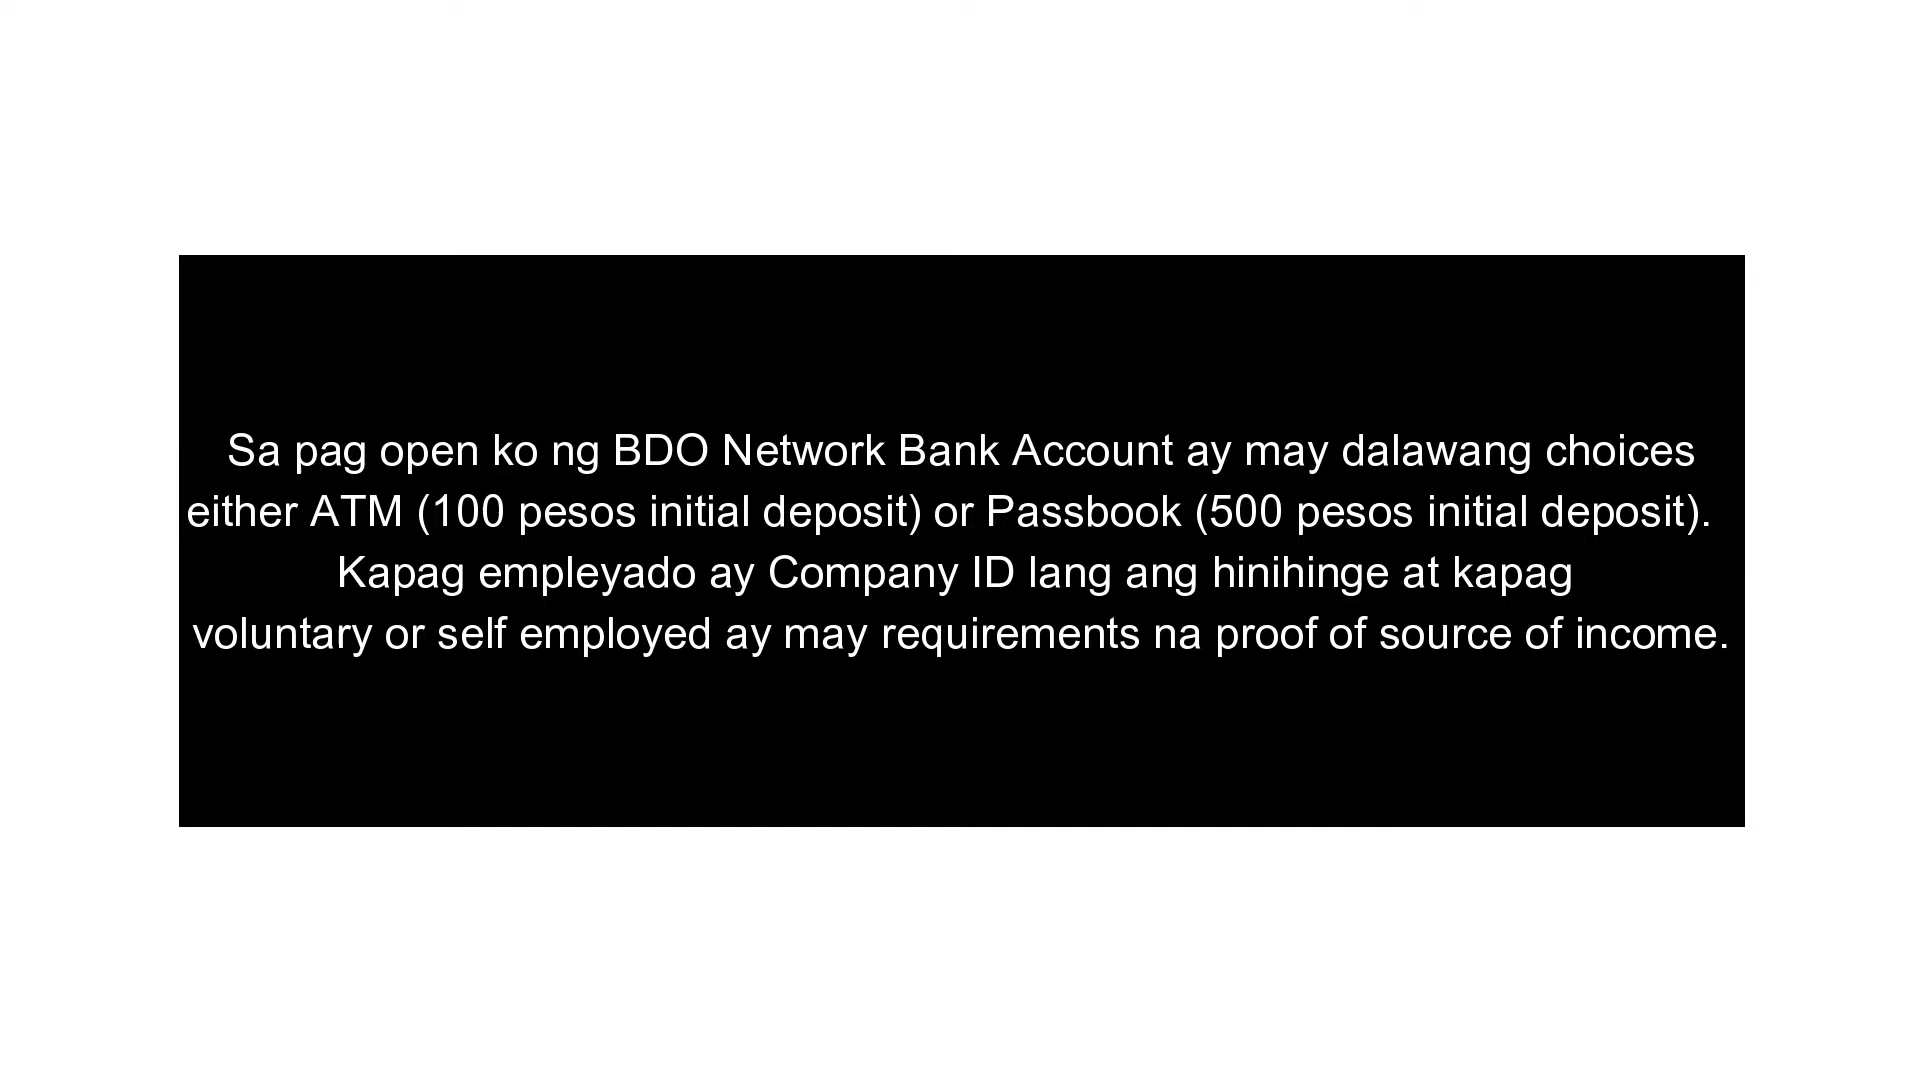 Sa pag open ko ng BDO Network Bank Account ay may dalawang choices
either ATM (100 pesos initial deposit) or Passbook (500 pesos initial deposit).
Kapag empleyado ay Company ID lang ang hinihinge at kapag
voluntary or self employed ay may requirements na proof of source of income.